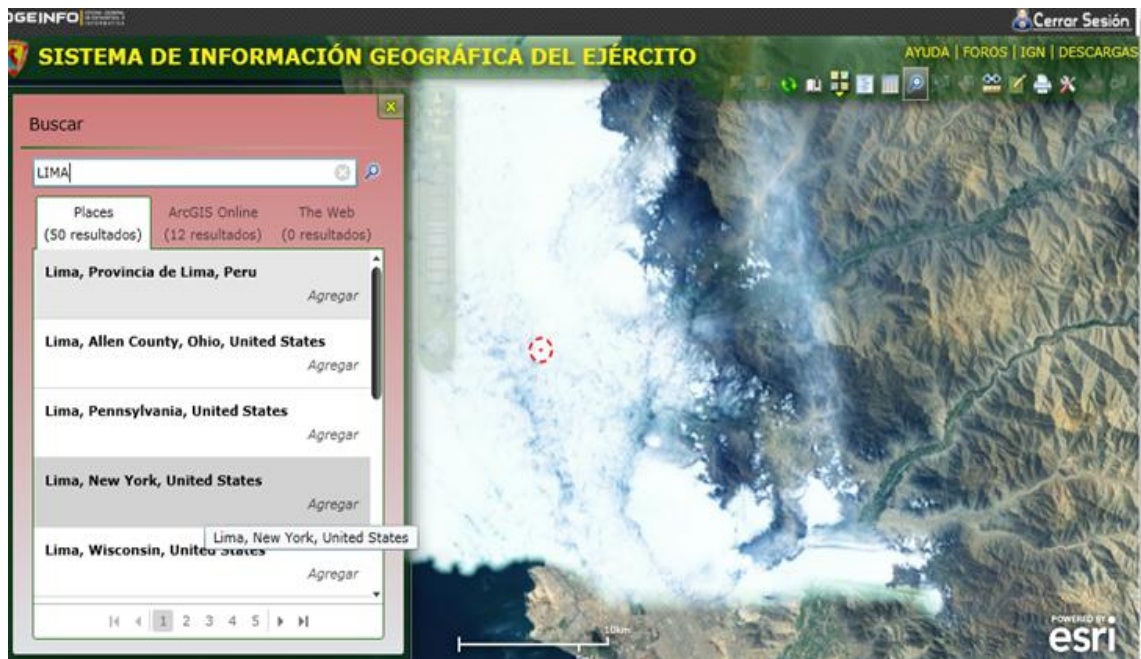 OGEINFO
Cerrar Sesión
SISTEMA DE INFORMACIÓN GEOGRÁFICA DEL EJÉRCITO
AYUDA | FOROS | IGN | DESCARGAS
Buscar
LIMA
Places
(50 resultados)
ArcGIS Online
(12 resultados)
The Web
(0 resultados)
Lima, Provincia de Lima, Peru
Agregar
Lima, Allen County, Ohio, United States
Agregar
Lima, Pennsylvania, United States
Agregar
Lima, New York, United States
Agregar
Lima, New York, United States
Lima, Wisconsin, United States
Agregar
1 2 3 4 5
10km
POWERED BY
esri